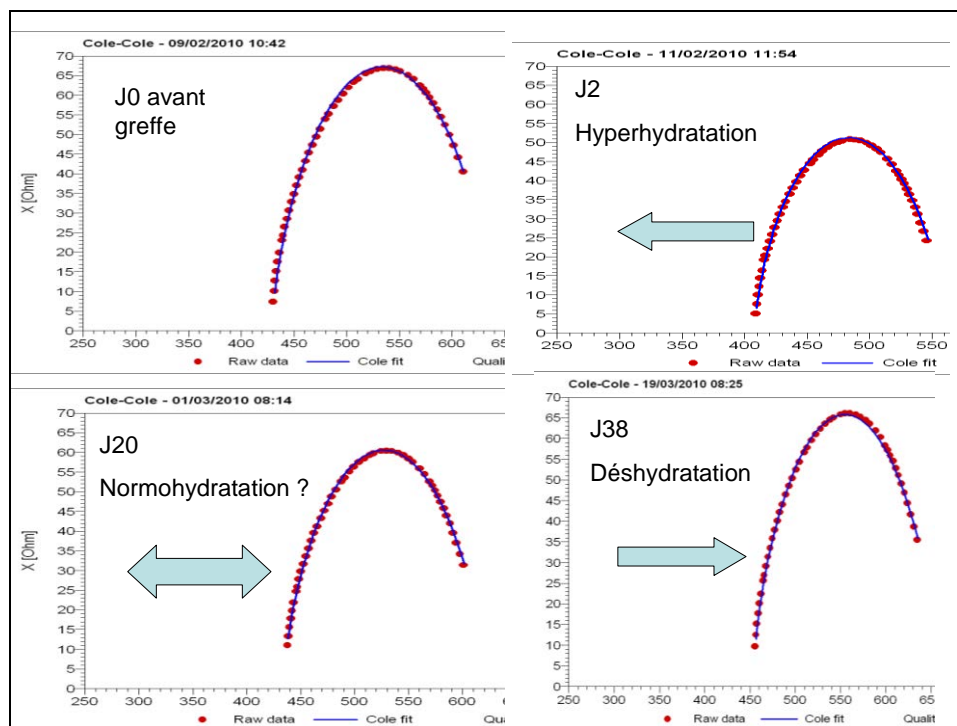 Cole-Cole - 09/02/2010 10:42
J0 avant
greffe
X [Ohm]
70
65
60
55
50
45
40
35
30
25
20
15
10
5
0
250 300 350 400 450 500 550 600 65
Raw data Cole fit Quali
Cole-Cole - 11/02/2010 11:54
J2
Hyperhydratation
70
65
60
55
50
45
40
35
30
25
20
15
10
5
0
250 300 350 400 450 500 550
Raw data Cole fit
Cole-Cole - 01/03/2010 08:14
J20
Normohydratation ?
X [Ohm]
70
65
60
55
50
45
40
35
30
25
20
15
10
5
0
250 300 350 400 450 500 550 600
Raw data Cole fit Qual
Cole-Cole - 19/03/2010 08:25
J38
Déshydratation
70
65
60
55
50
45
40
35
30
25
20
15
10
5
0
250 300 350 400 450 500 550 600 65
Raw data Cole fit Qualit